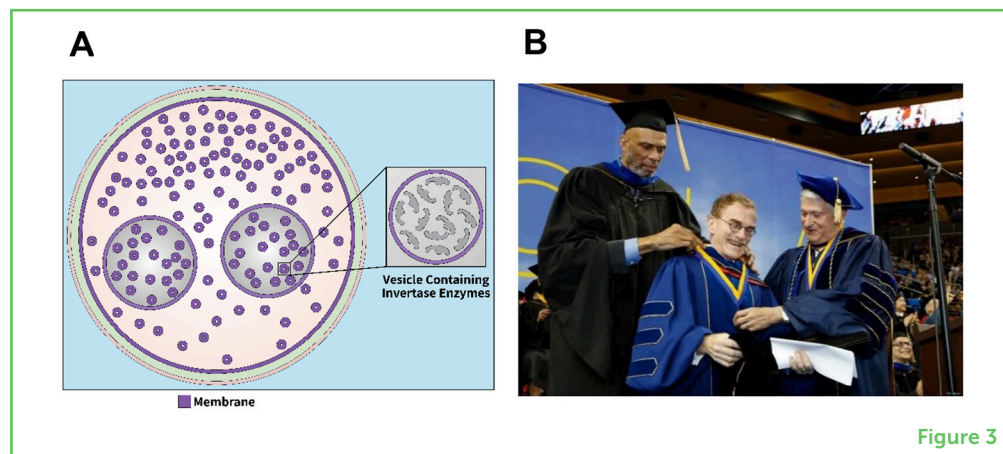 A
B
Vesicle Containing
Invertase Enzymes
Membrane
Figure 3